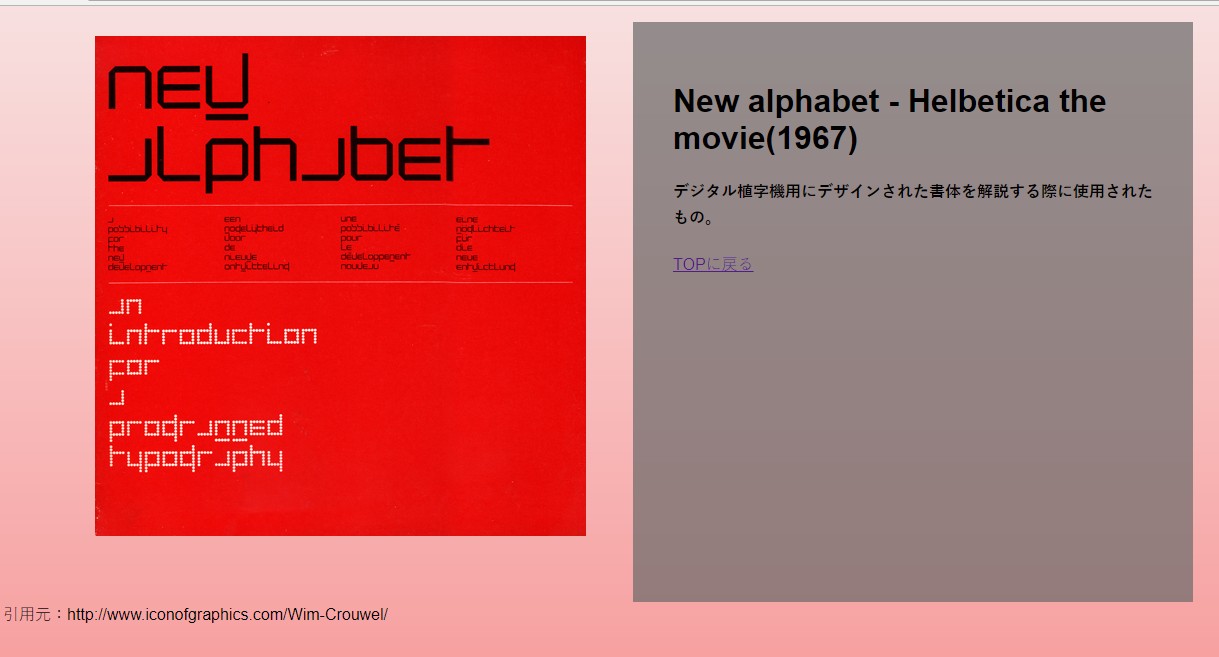 new
alphabet
a
possibility
for
the
new
development
een
mogelijkheid
voor
de
nieuwe
ontwikkeling
une
possibilité
pour
le
développement
nouveau
eine
möglichkeit
für
die
neue
entwicklung
an
introduction
for
a
programmed
typography
New alphabet - Helbetica the
movie(1967)
デジタル植字機用にデザインされた書体を解説する際に使用された
もの。
TOPに戻る
引用元：http://www.iconofgraphics.com/Wim-Crouwel/